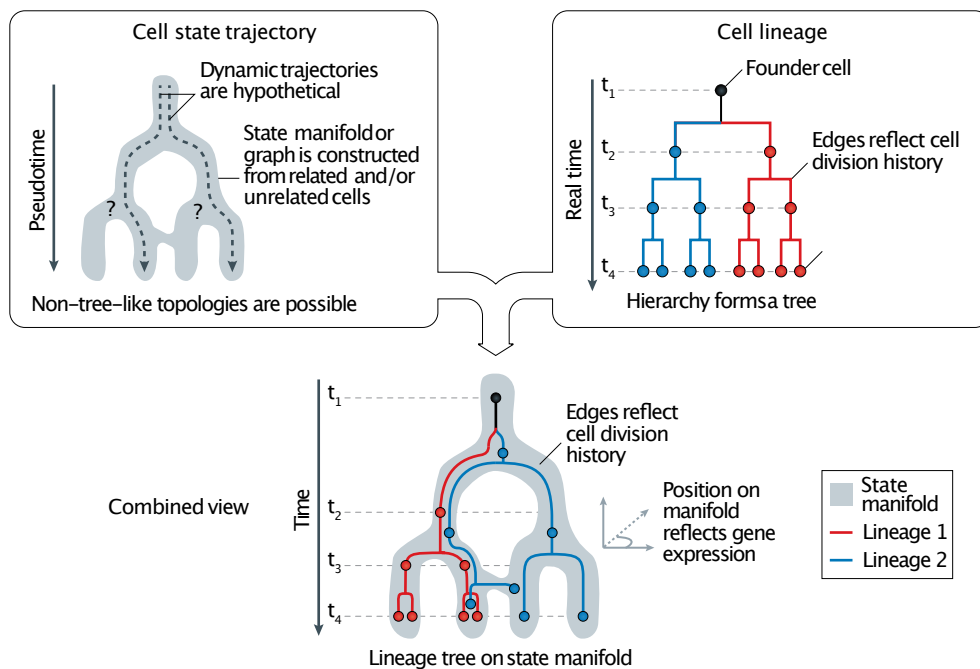 Cell state trajectory
Dynamic trajectories
are hypothetical
State manifold or
graph is constructed
from related and/or
unrelated cells
Pseudotime
?
?
Non-tree-like topologies are possible
Cell lineage
t1
Founder cell
Edges reflect cell
division history
t2
Real time
t3
t4
Hierarchy forms a tree
Combined view
Time
t1
Edges reflect
cell division
history
t2
t3
t4
Position on
manifold
reflects gene
expression
State
manifold
Lineage 1
Lineage 2
Lineage tree on state manifold